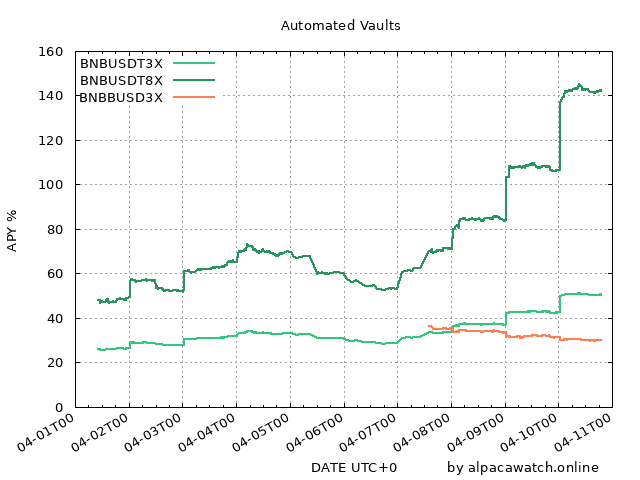 Automated Vaults
APY %
160
140
120
100
80
60
40
20
0
BNBUSDT3X
BNBUSDT8X
BNBBUSD3X
04-01T00
04-02T00
04-03T00
04-04T00
04-05T00
04-06T00
04-07T00
04-08T00
04-09T00
04-10T00
04-11T00
DATE UTC+0
by alpacawatch.online